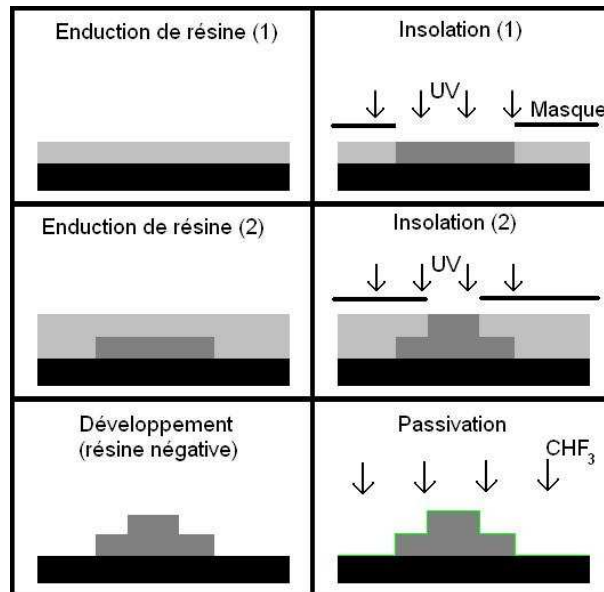 Enduction de résine (1)
Insolation (1)
UV
Masque
Enduction de résine (2)
Insolation (2)
UV
Développement
(résine négative)
Passivation
CHF3